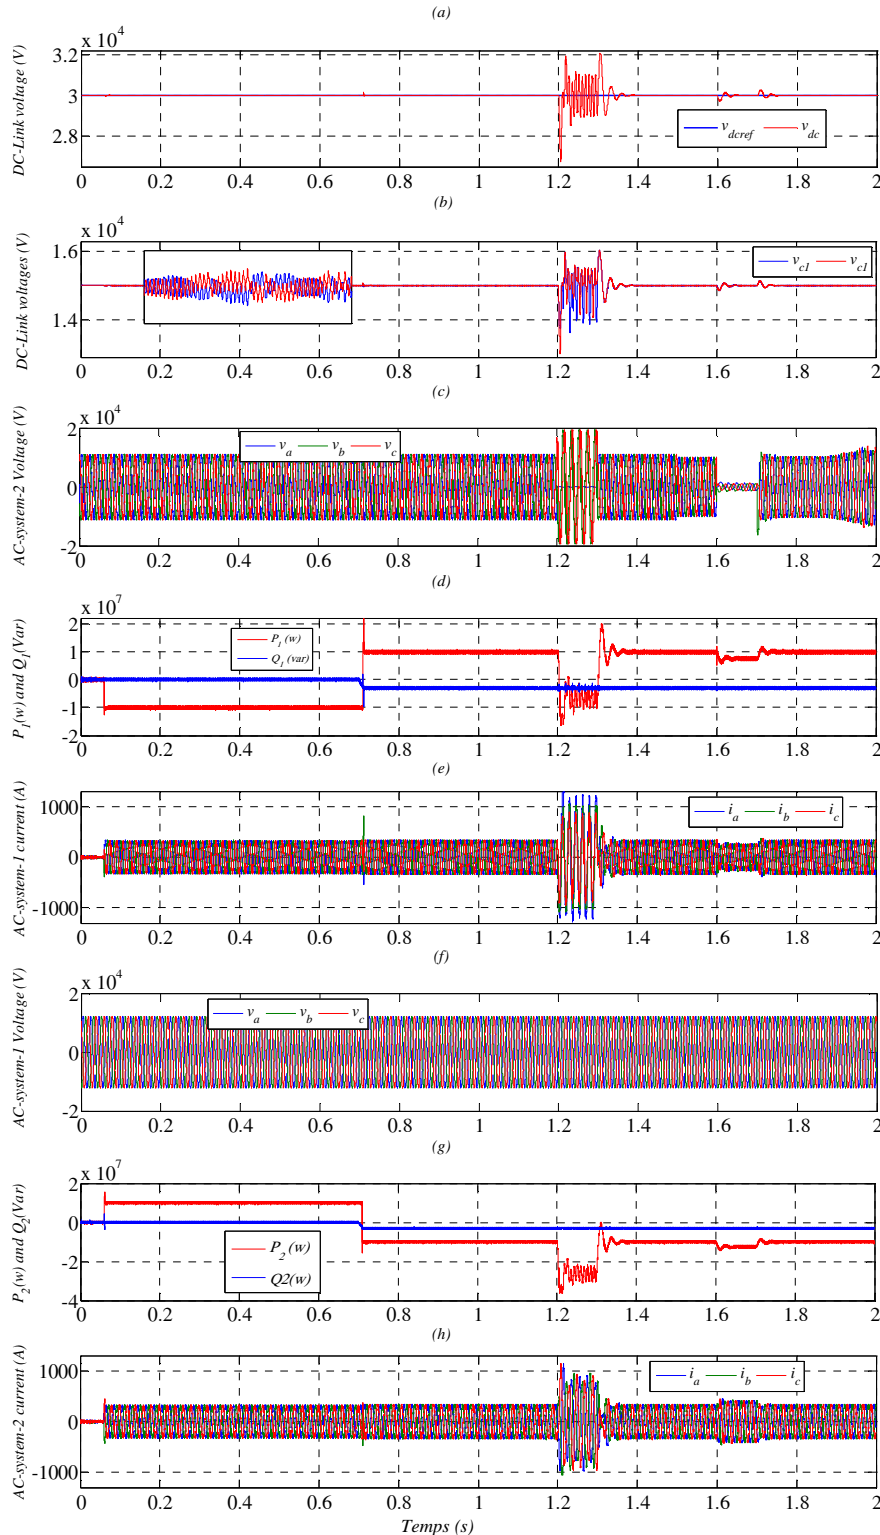 (a)
x 10^4
DC-Link voltage (V)
3.2
30
2.8
v_dcref v_dc
0 0.2 0.4 0.6 0.8 1 1.2 1.4 1.6 1.8 2
(b)
x 10^4
DC-Link voltages (V)
1.6
1.4
v_c1 v_c1
0 0.2 0.4 0.6 0.8 1 1.2 1.4 1.6 1.8 2
(c)
x 10^4
AC-system-2 Voltage (V)
2
0
-2
v_a v_b v_c
0 0.2 0.4 0.6 0.8 1 1.2 1.4 1.6 1.8 2
(d)
x 10^7
P_1(w) and Q_1(Var)
2
1
0
-1
-2
P_1(w)
Q_1(var)
0 0.2 0.4 0.6 0.8 1 1.2 1.4 1.6 1.8 2
(e)
AC-system-1 current (A)
1000
0
-1000
i_a i_b i_c
0 0.2 0.4 0.6 0.8 1 1.2 1.4 1.6 1.8 2
(f)
x 10^4
AC-system-1 Voltage (V)
2
0
-2
v_a v_b v_c
0 0.2 0.4 0.6 0.8 1 1.2 1.4 1.6 1.8 2
(g)
x 10^7
P_2(w) and Q_2(Var)
2
0
-2
-4
P_2(w)
Q2(w)
0 0.2 0.4 0.6 0.8 1 1.2 1.4 1.6 1.8 2
(h)
AC-system-2 current (A)
1000
0
-1000
i_a i_b i_c
0 0.2 0.4 0.6 0.8 1 1.2 1.4 1.6 1.8 2
Temps (s)